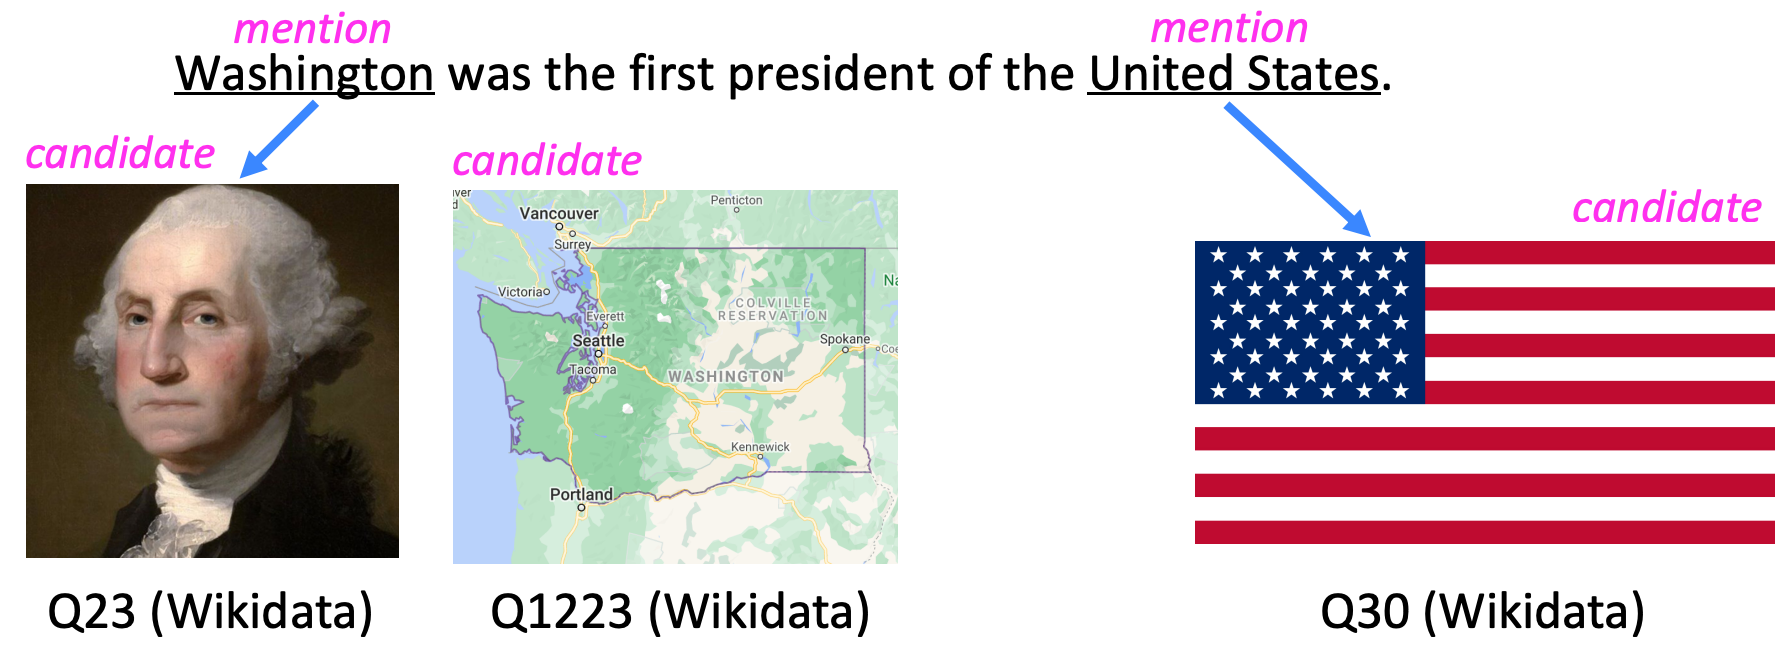 mention
mention
Washington was the first president of the United States.
candidate
candidate
candidate
Vancouver
Penticton
Surrey
Victoria
COLVILLE
RESERVATION
Everett
Seattle
Spokane
Tacoma
WASHINGTON
Kennewick
Portland
Q23 (Wikidata)
Q1223 (Wikidata)
Q30 (Wikidata)